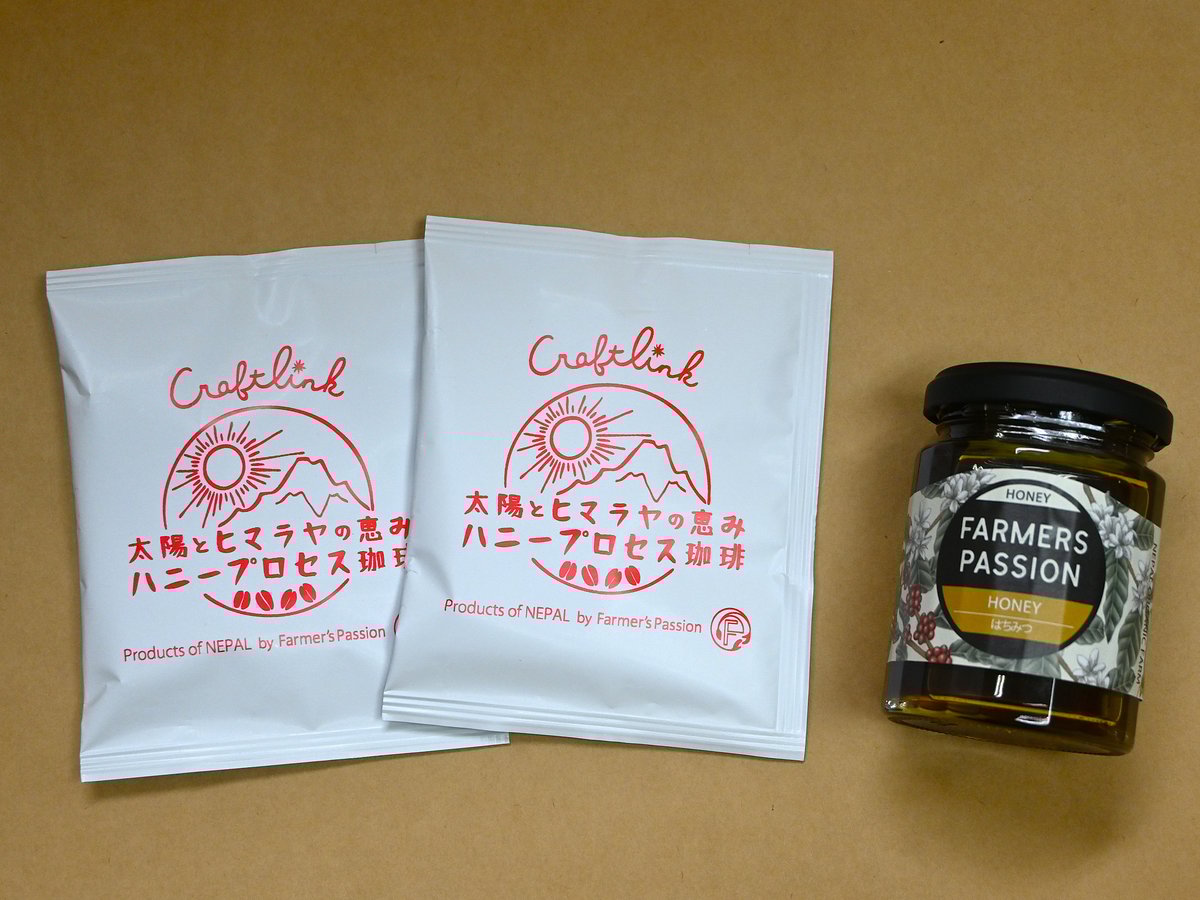 Craftlink
太陽とヒマラヤの恵み
ハニープロセス珈琲
Products of NEPAL by Farmer's Passion
Craftlink
太陽とヒマラヤの恵み
ハニープロセス珈琲
Products of NEPAL by Farmer's Passion
F
HONEY
FARMERS
PASSION
HONEY
はちみつ
NEPAL ORGANIC FARM